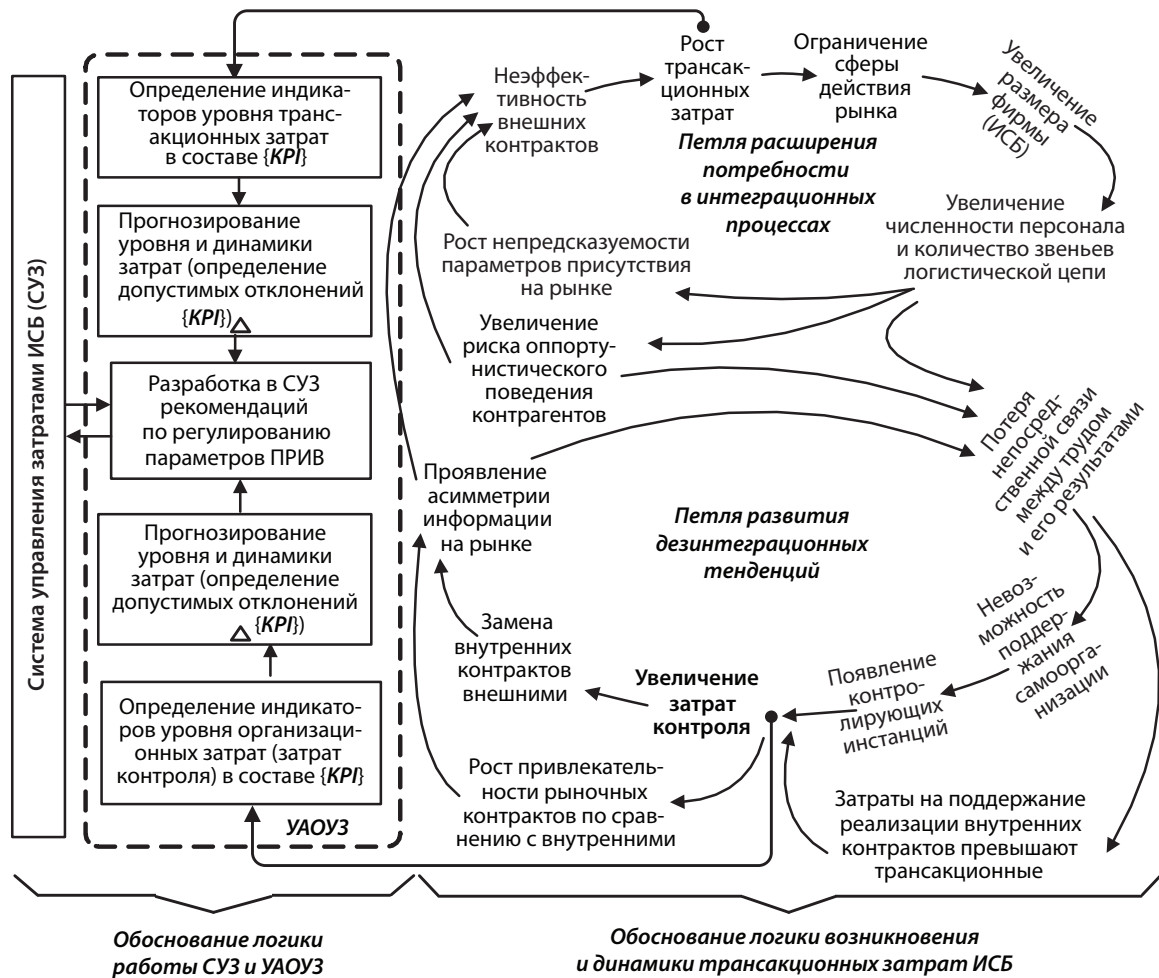 Система управления затратами ИСБ (СУЗ)
Определение индика-
торов уровня транс-
акционных затрат
в составе {KPI}
Прогнозирование
уровня и динамики
затрат (определение
допустимых отклонений
{KPI})
Разработка в СУЗ
рекомендаций
по регулированию
параметров ПРИВ
Прогнозирование
уровня и динамики
затрат (определение
допустимых отклонений
{KPI})
Определение индикато-
ров уровня организаци-
онных затрат (затрат
контроля) в составе {KPI}
УАОУЗ
Неэффек-
тивность
внешних
контрактов
Рост
трансак-
ционных
затрат
Ограничение
сферы
действия
рынка
Увеличение
размера
фирмы
(ИСБ)
Петля расширения
потребности
в интеграционных
процессах
Увеличение
численности персонала
и количество звеньев
логистической цепи
Рост непредсказуемости
параметров присутствия
на рынке
Увеличение
риска оппорту-
нистического
поведения
контрагентов
Потеря
непосред-
ственной связи
между трудом
и его результатами
Проявление
асимметрии
информации
на рынке
Петля развития
дезинтеграционных
тенденций
Невоз-
можность
поддер-
жания
самоорга-
низации
Замена
внутренних
контрактов
внешними
Увеличение
затрат
контроля
Появление
контро-
лирующих
инстанций
Рост привлекатель-
ности рыночных
контрактов по срав-
нению с внутренними
Затраты на поддержание
реализации внутренних
контрактов превышают
трансакционные
Обоснование логики
работы СУЗ и УАОУЗ
Обоснование логики возникновения
и динамики трансакционных затрат ИСБ